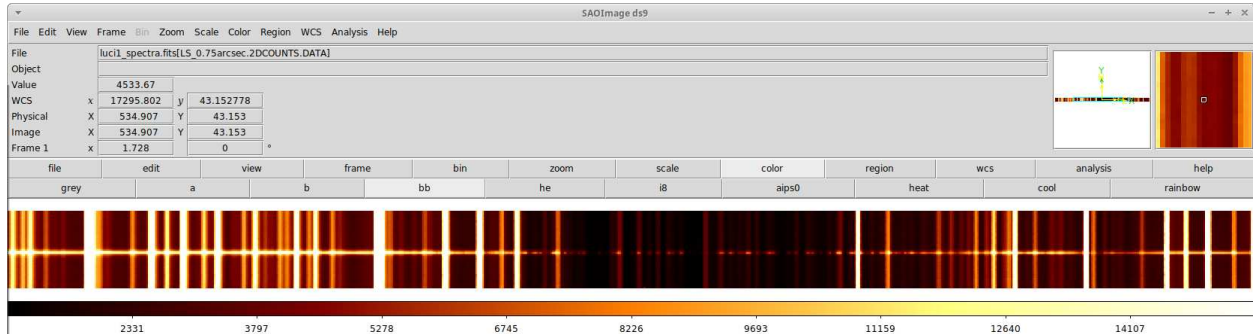 SAOImage ds9
File Edit View Frame Bin Zoom Scale Color Region WCS Analysis Help
File luci1_spectra.fits[LS_0.75arcsec.2DCOUNTS.DATA]
Object
Value 4533.67
WCS x 17295.802 y 43.152778
Physical X 534.907 Y 43.153
Image X 534.907 Y 43.153
Frame 1 x 1.728 0 °
file edit view frame bin zoom scale color region wcs analysis help
grey a b bb he i8 aips0 heat cool rainbow
2331 3797 5278 6745 8226 9693 11159 12640 14107